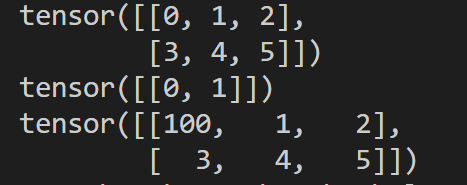 tensor([[0, 1, 2],
        [3, 4, 5]])
tensor([[0, 1]])
tensor([[100,   1,   2],
        [  3,   4,   5]])